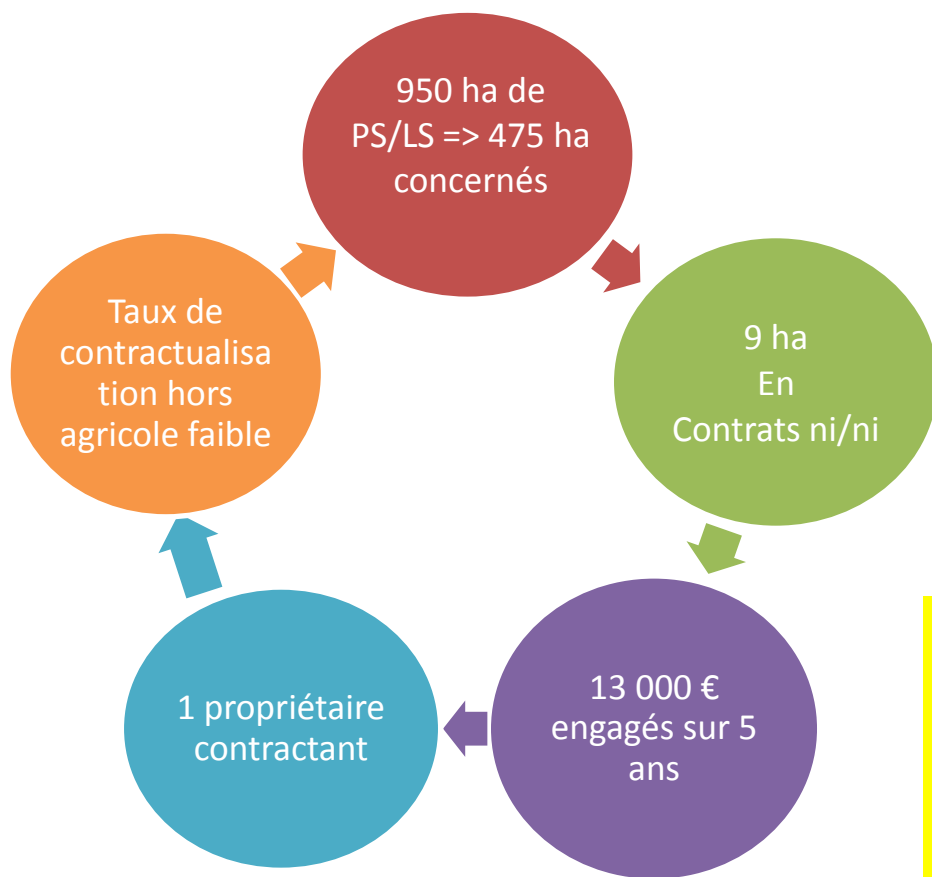 950 ha de
PS/LS => 475 ha
concernés
9 ha
En
Contrats ni/ni
13 000 €
engagés sur 5
ans
1 propriétaire
contractant
Taux de
contractualisa
tion hors
agricole faible